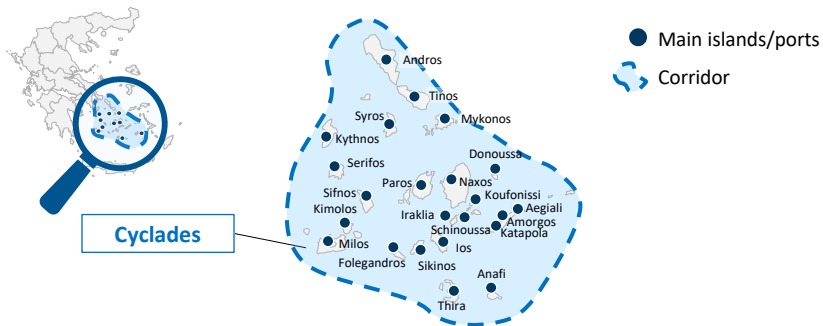 Main islands/ports
Corridor
Andros
Tinos
Syros
Mykonos
Kythnos
Donoussa
Serifos
Paros
Naxos
Sifnos
Koufonissi
Kimolos
Iraklia
Aegiali
Schinoussa
Amorgos
Katapola
Cyclades
Milos
Ios
Folegandros
Sikinos
Anafi
Thira